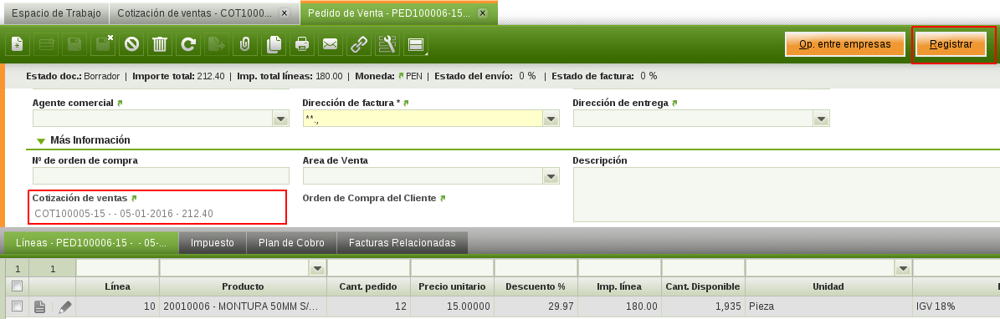 Espacio de Trabajo Cotización de ventas - COT1000... Pedido de Venta - PED100006-15...
Op. entre empresas Registrar
Estado doc.: Borrador | Importe total: 212.40 | Imp. total líneas: 180.00 | Moneda: PEN | Estado del envío: 0 % | Estado de factura: 0 %
Agente comercial Dirección de factura * Dirección de entrega
**.,
Más Información
Nº de orden de compra Area de Venta Descripción
Cotización de ventas Orden de Compra del Cliente
COT100005-15 - - 05-01-2016 - 212.40
Líneas - PED100006-15 - - 05-... Impuesto Plan de Cobro Facturas Relacionadas
1 1
Línea Producto Cant. pedido Precio unitario Descuento % Imp. línea Cant. Disponible Unidad
10 20010006 - MONTURA 50MM S/... 12 15.00000 29.97 180.00 1,935 Pieza IGV 18%